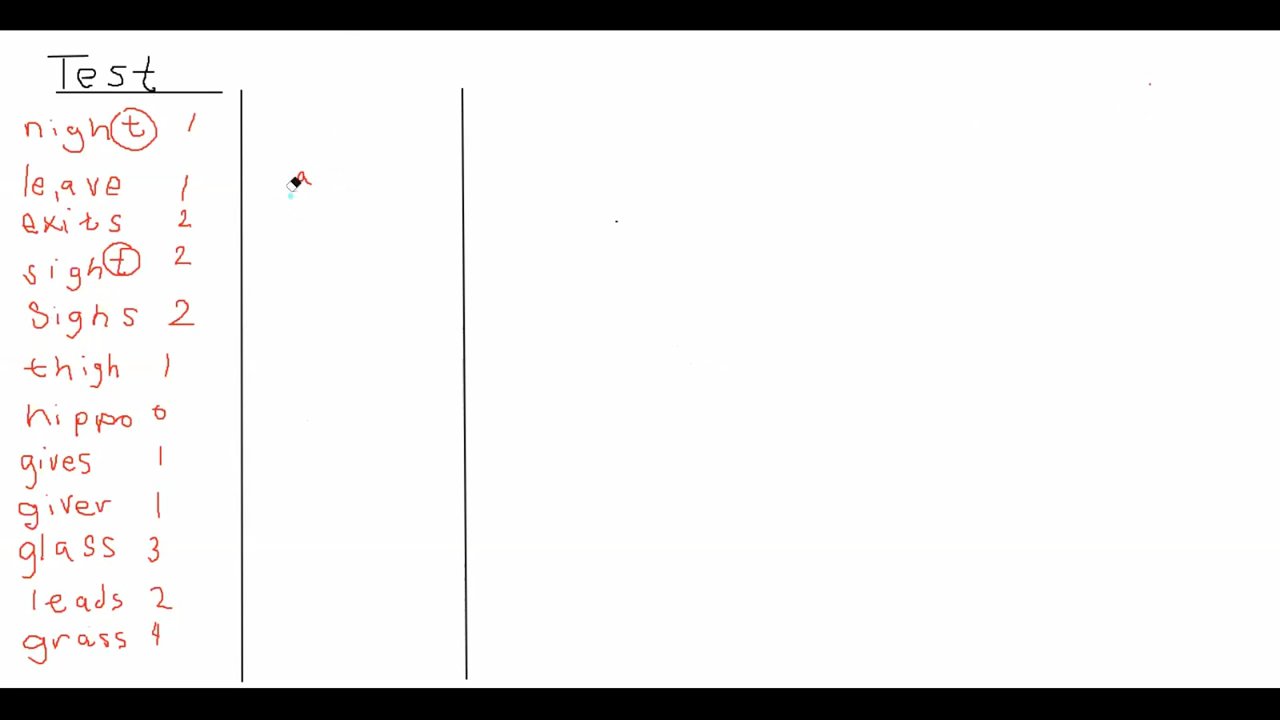 Test
night 1
leave 1
a
exits 2
sight 2
Sighs 2
thigh 1
hippo 0
gives 1
giver 1
glass 3
leads 2
grass 4